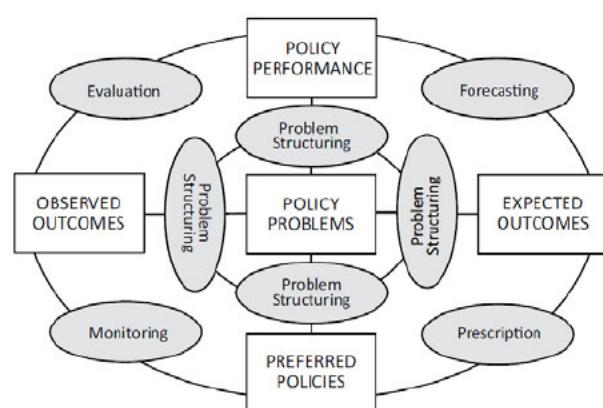 POLICY
PERFORMANCE
Evaluation
Forecasting
Problem
Structuring
OBSERVED
OUTCOMES
Problem
Structuring
POLICY
PROBLEMS
Problem
Structuring
EXPECTED
OUTCOMES
Problem
Structuring
Monitoring
Prescription
PREFERRED
POLICIES